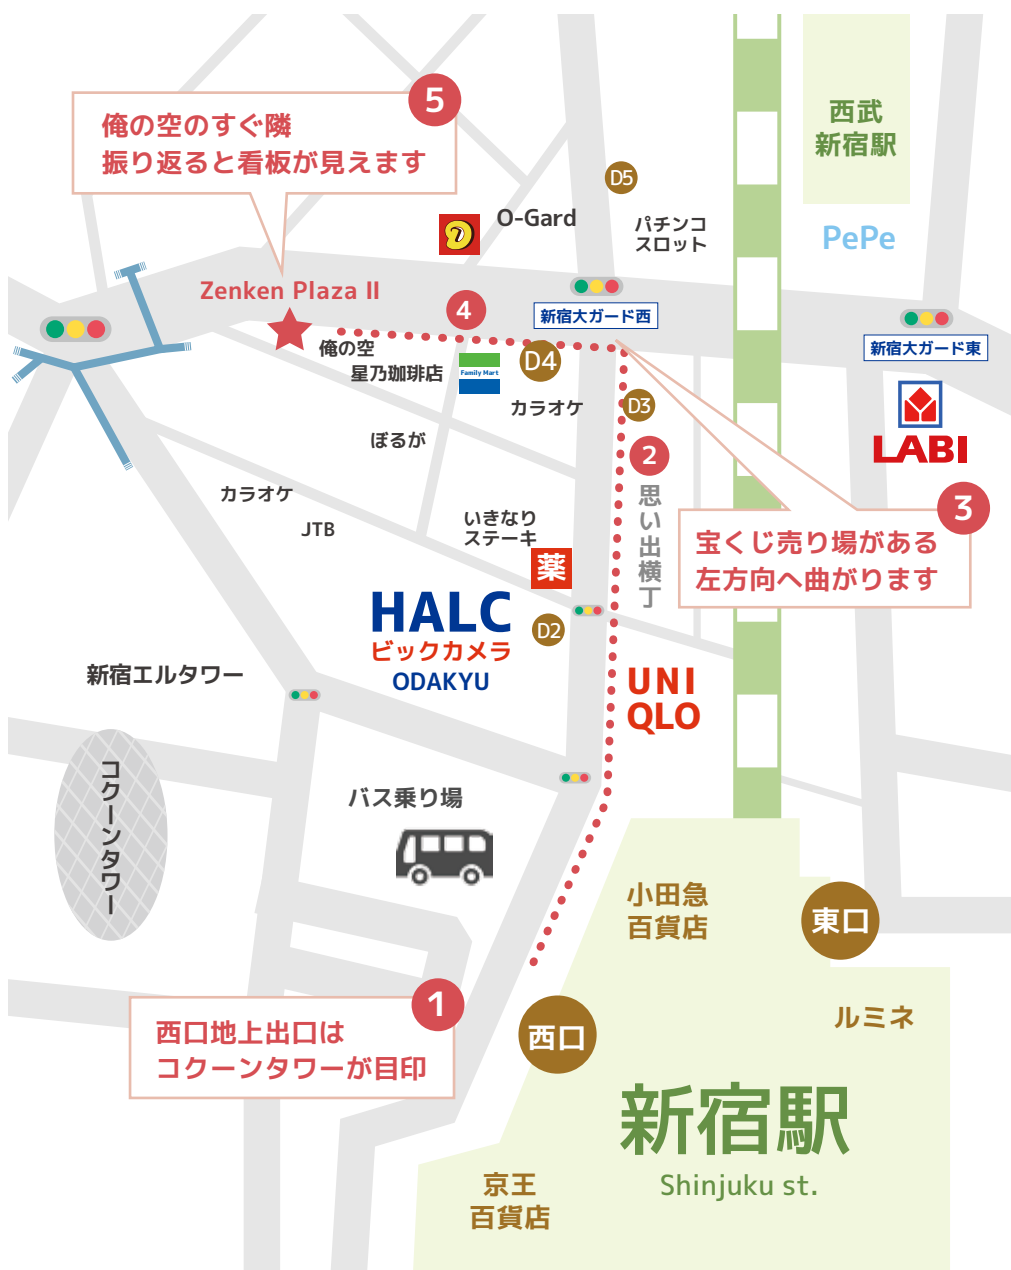 西武
新宿駅
5
俺の空のすぐ隣
振り返ると看板が見えます
D5
O-Gard
パチンコ
スロット
PePe
Zenken Plaza II
4
新宿大ガード西
新宿大ガード東
俺の空
星乃珈琲店
Family Mart
D4
カラオケ
D3
LABI
ぽるが
2
思い出横丁
カラオケ
JTB
いきなり
ステーキ
3
宝くじ売り場がある
左方向へ曲がります
薬
HALC
ビックカメラ
ODAKYU
D2
新宿エルタワー
UNI
QLO
コクーンタワー
バス乗り場
小田急
百貨店
東口
1
西口地上出口は
コクーンタワーが目印
西口
ルミネ
新宿駅
Shinjuku st.
京王
百貨店